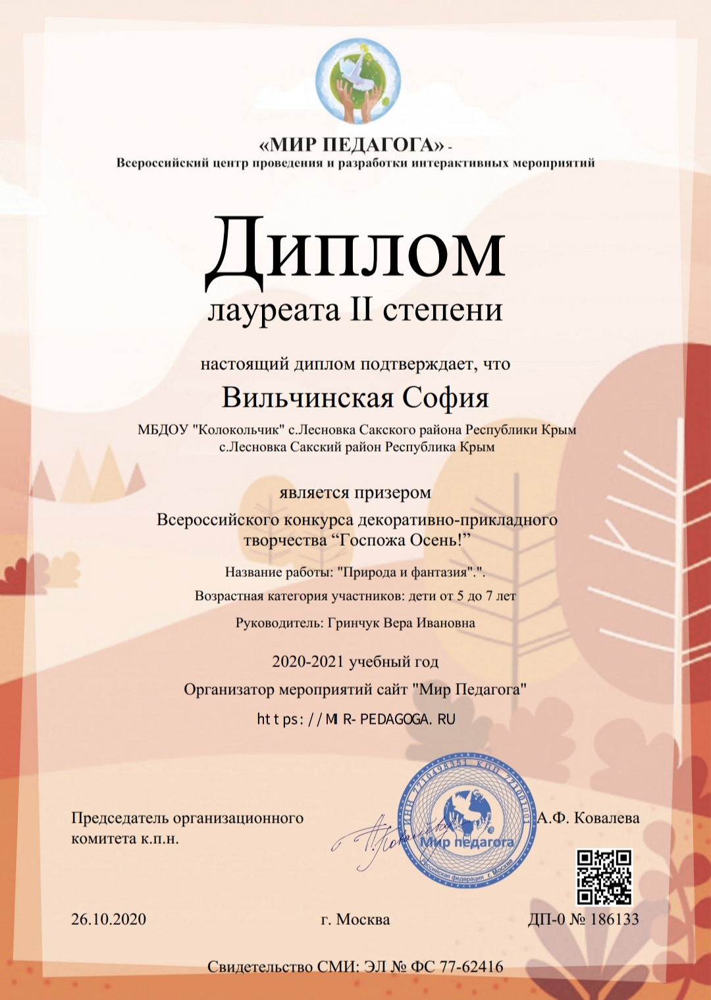 «МИР ПЕДАГОГА» -
Всероссийский центр проведения и разработки интерактивных мероприятий
Диплом
лауреата II степени
настоящий диплом подтверждает, что
Вильчинская София
МБДОУ "Колокольчик" с.Лесновка Сакского района Республики Крым
с.Лесновка Сакский район Республика Крым
является призером
Всероссийского конкурса декоративно-прикладного
творчества “Госпожа Осень!”
Название работы: "Природа и фантазия".".
Возрастная категория участников: дети от 5 до 7 лет
Руководитель: Гринчук Вера Ивановна
2020-2021 учебный год
Организатор мероприятий сайт "Мир Педагога"
https://MIR-PEDAGOGA.RU
ИНН 7710498351 КПП 771001001
Мир педагога
Российская федерация г. Москва
Председатель организационного
комитета к.п.н.
А.Ф. Ковалева
26.10.2020
г. Москва
ДП-0 № 186133
Свидетельство СМИ: ЭЛ № ФС 77-62416